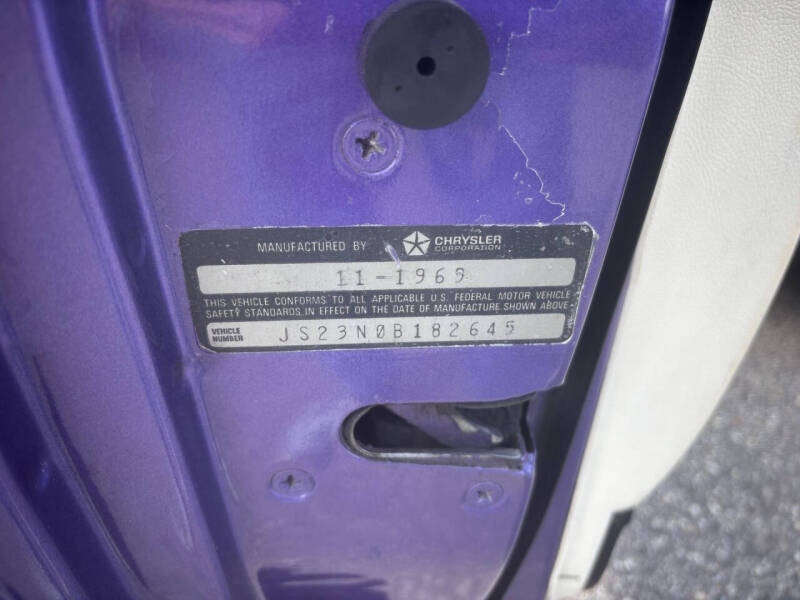 MANUFACTURED BY CHRYSLER
CORPORATION
11-1969
THIS VEHICLE CONFORMS TO ALL APPLICABLE U.S. FEDERAL MOTOR VEHICLE
SAFETY STANDARDS IN EFFECT ON THE DATE OF MANUFACTURE SHOWN ABOVE
VEHICLE
NUMBER
JS23N0B182645